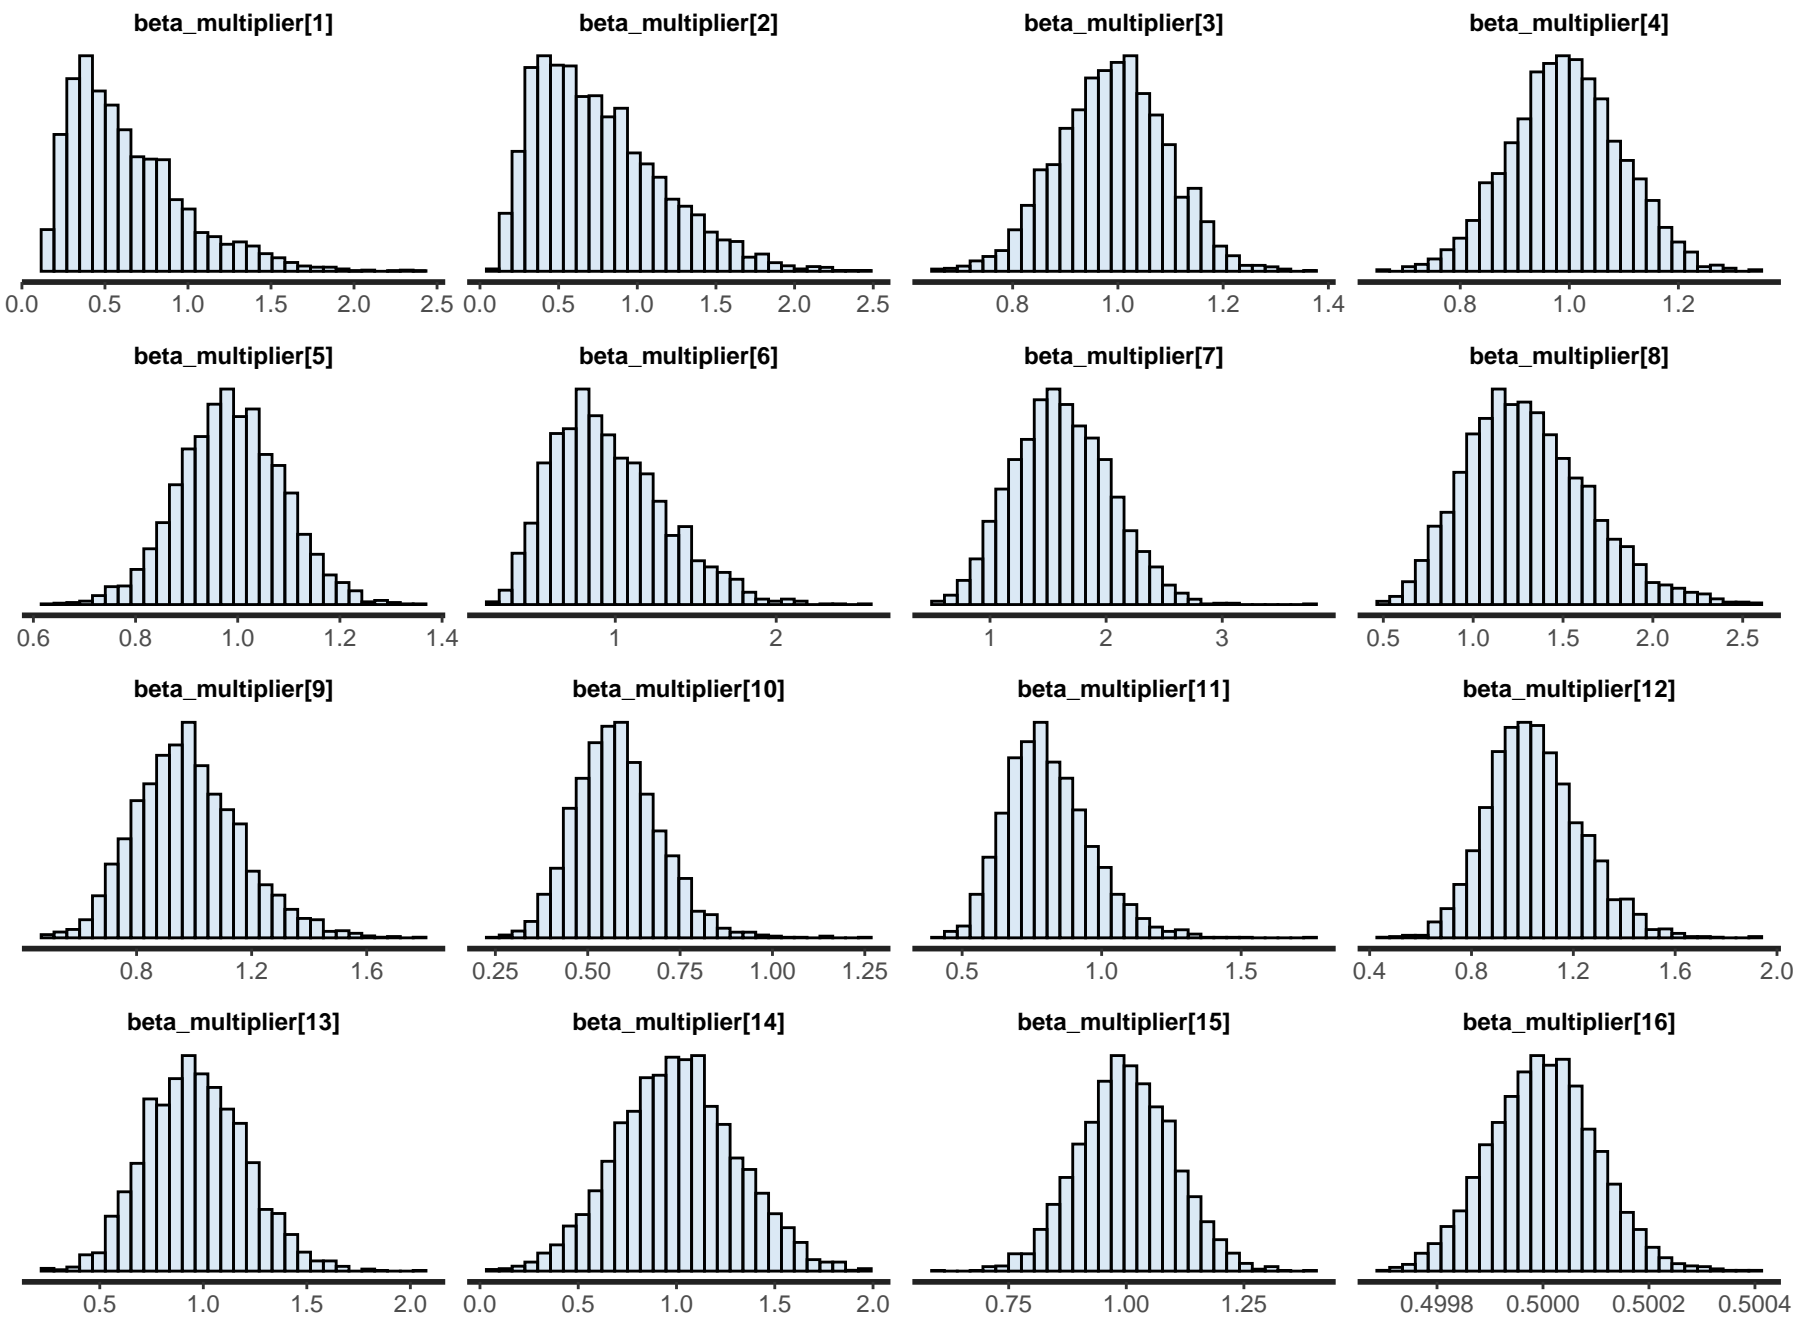 beta_multiplier[1] beta_multiplier[2] beta_multiplier[3] beta_multiplier[4]
0.0 0.5 1.0 1.5 2.0 2.5 0.0 0.5 1.0 1.5 2.0 2.5 0.8 1.0 1.2 1.4 0.8 1.0 1.2
beta_multiplier[5] beta_multiplier[6] beta_multiplier[7] beta_multiplier[8]
0.6 0.8 1.0 1.2 1.4 1 2 1 2 3 0.5 1.0 1.5 2.0 2.5
beta_multiplier[9] beta_multiplier[10] beta_multiplier[11] beta_multiplier[12]
0.8 1.2 1.6 0.25 0.50 0.75 1.00 1.25 0.5 1.0 1.5 0.4 0.8 1.2 1.6 2.0
beta_multiplier[13] beta_multiplier[14] beta_multiplier[15] beta_multiplier[16]
0.5 1.0 1.5 2.0 0.0 0.5 1.0 1.5 2.0 0.75 1.00 1.25 0.4998 0.5000 0.5002 0.5004